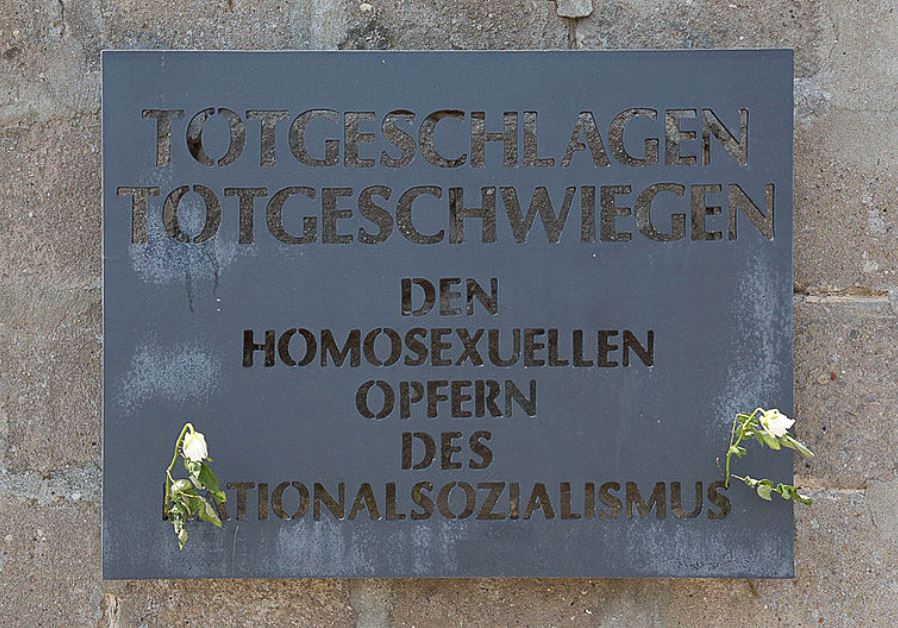 TOTGESCHLAGEN
TOTGESCHWIEGEN
DEN
HOMOSEXUELLEN
OPFERN
DES
NATIONALSOZIALISMUS